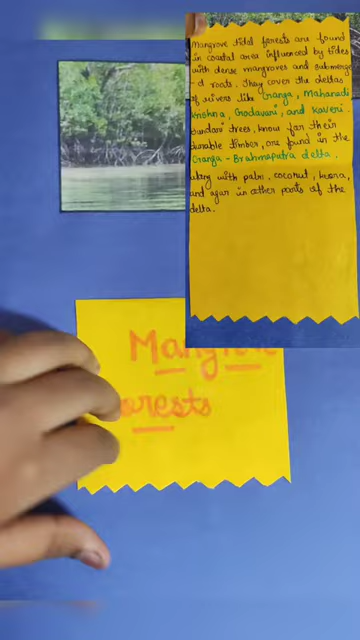 Mangrove tidal forests are found
in coastal area influenced by tides
with dense mangroves and submerge
-d roots. They cover the deltas
of rivers like Ganga, Mahanadi
Krishna, Godavari, and Kaveri.
Sundari trees, know for their
durable timber, are found in the
Ganga - Brahmaputra delta,
along with palm, coconut, keora,
and agar in other parts of the
delta.
Mangrove
Forests